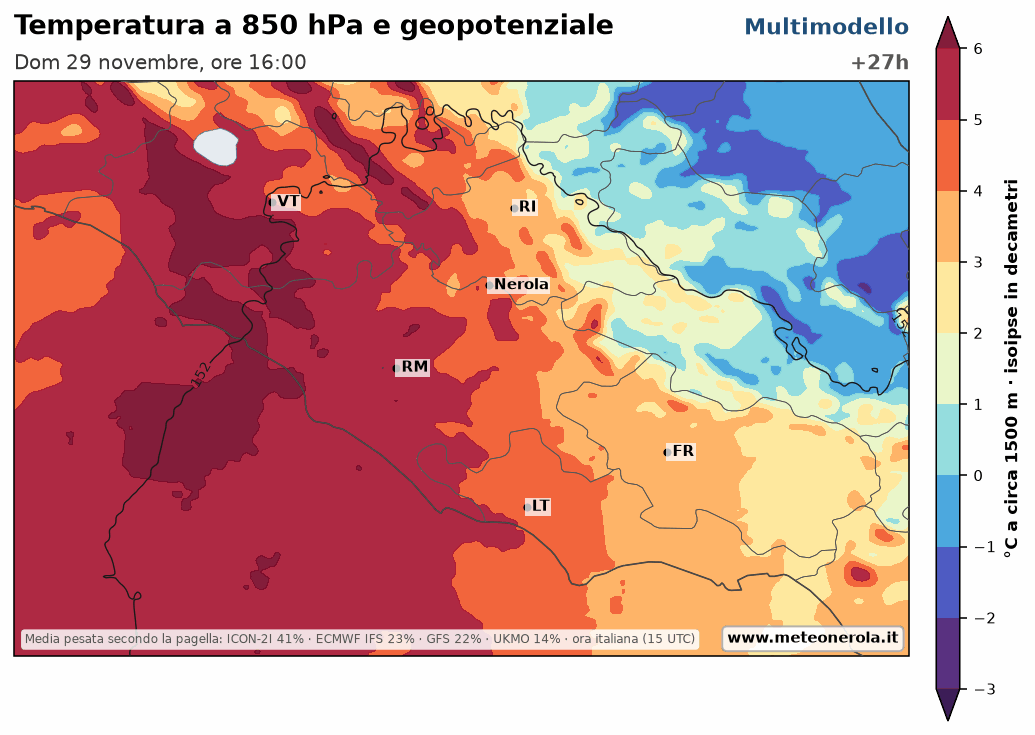 Temperatura a 850 hPa e geopotenziale
Multimodello
Dom 29 novembre, ore 16:00
+27h
VT
RI
Nerola
152
RM
FR
LT
Media pesata secondo la pagella: ICON-2I 41% · ECMWF IFS 23% · GFS 22% · UKMO 14% · ora italiana (15 UTC)
www.meteonerola.it
6
5
4
3
2
1
0
−1
−2
−3
°C a circa 1500 m · isoipse in decametri